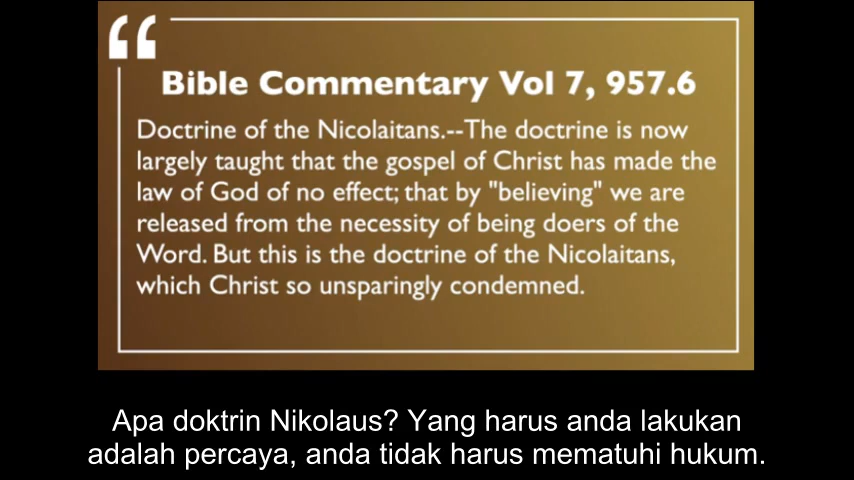 “
Bible Commentary Vol 7, 957.6
Doctrine of the Nicolaitans.--The doctrine is now
largely taught that the gospel of Christ has made the
law of God of no effect; that by "believing" we are
released from the necessity of being doers of the
Word. But this is the doctrine of the Nicolaitans,
which Christ so unsparingly condemned.
Apa doktrin Nikolaus? Yang harus anda lakukan
adalah percaya, anda tidak harus mematuhi hukum.